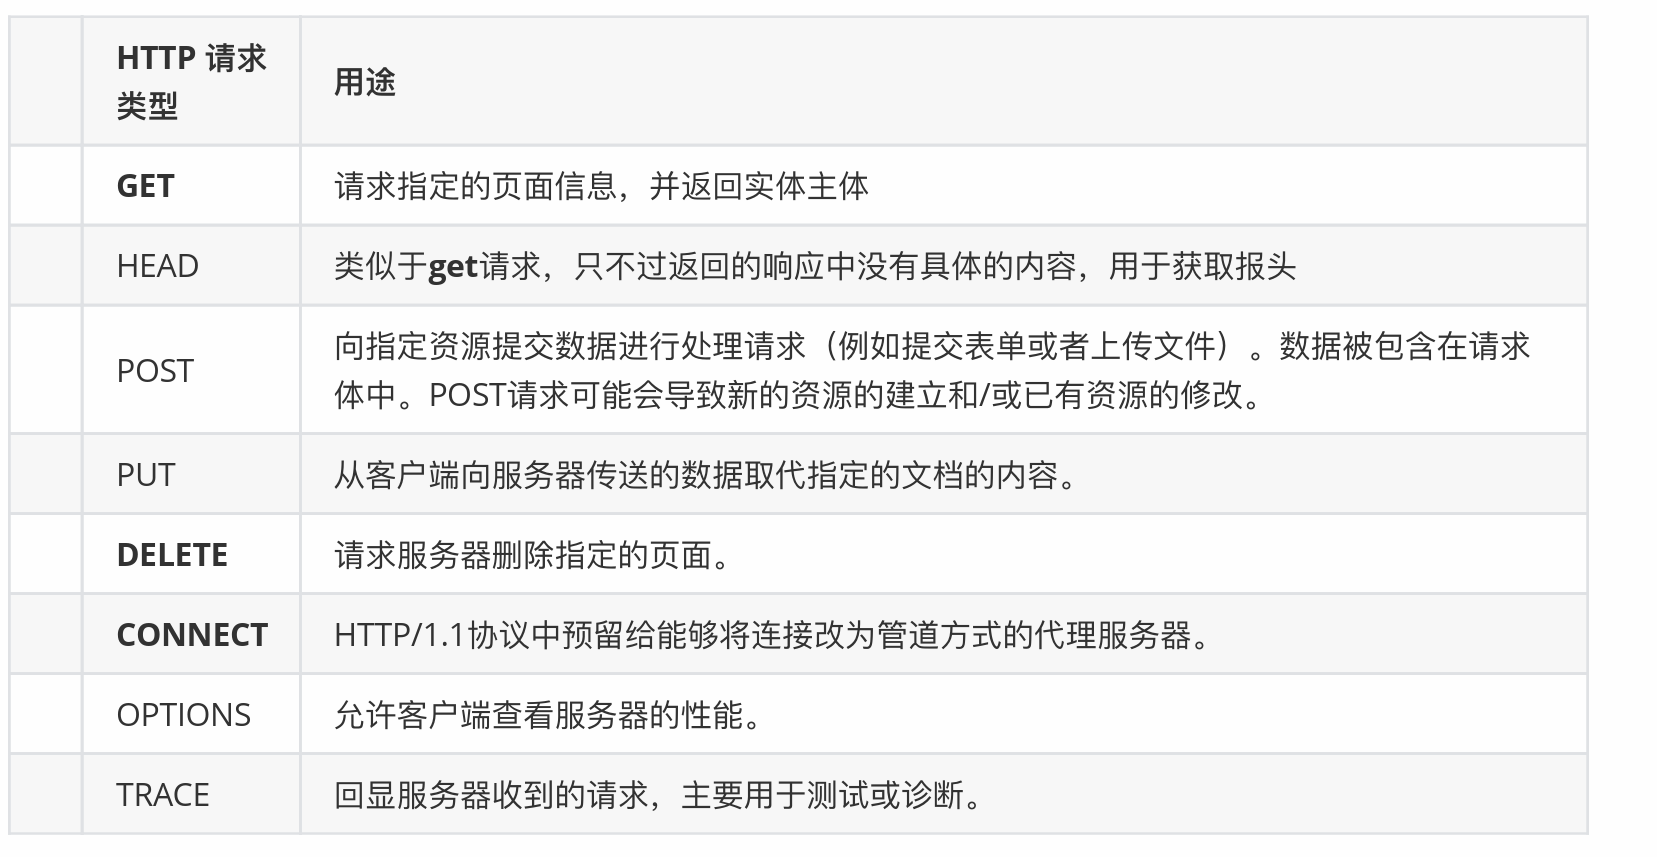 HTTP 请求
类型
用途
GET
请求指定的页面信息，并返回实体主体
HEAD
类似于get请求，只不过返回的响应中没有具体的内容，用于获取报头
POST
向指定资源提交数据进行处理请求（例如提交表单或者上传文件）。数据被包含在请求
体中。POST请求可能会导致新的资源的建立和/或已有资源的修改。
PUT
从客户端向服务器传送的数据取代指定的文档的内容。
DELETE
请求服务器删除指定的页面。
CONNECT
HTTP/1.1协议中预留给能够将连接改为管道方式的代理服务器。
OPTIONS
允许客户端查看服务器的性能。
TRACE
回显服务器收到的请求，主要用于测试或诊断。